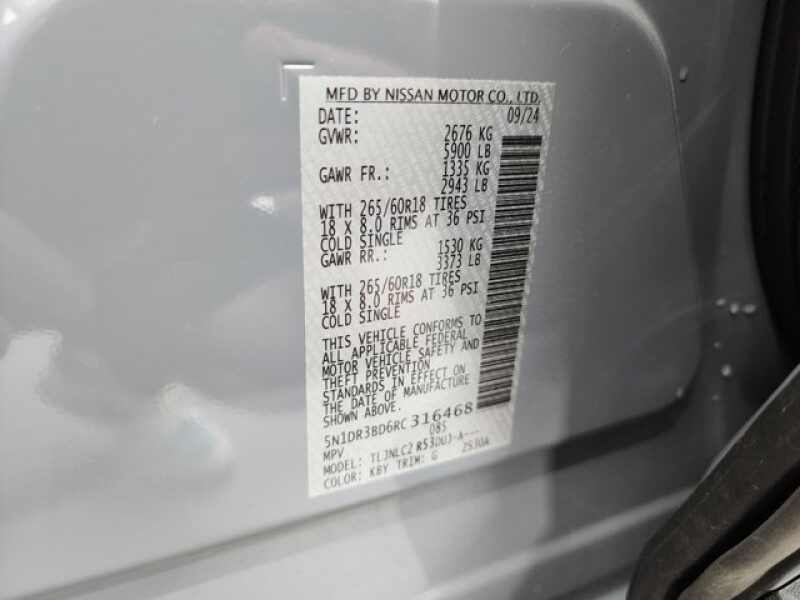 MFD BY NISSAN MOTOR CO., LTD.
DATE: 09/24
GVWR: 2676 KG
5900 LB
GAWR FR.: 1335 KG
2943 LB
WITH 265/60R18 TIRES
18 X 8.0 RIMS AT 36 PSI
COLD SINGLE
GAWR RR.: 1530 KG
3373 LB
WITH 265/60R18 TIRES
18 X 8.0 RIMS AT 36 PSI
COLD SINGLE
THIS VEHICLE CONFORMS TO
ALL APPLICABLE FEDERAL
MOTOR VEHICLE SAFETY AND
THEFT PREVENTION
STANDARDS IN EFFECT ON
THE DATE OF MANUFACTURE
SHOWN ABOVE.
5N1DR3BD6RC316468
MPV 085
MODEL: TLJNLC2 R53DUJ-A---
COLOR: KBY TRIM: G 2530A